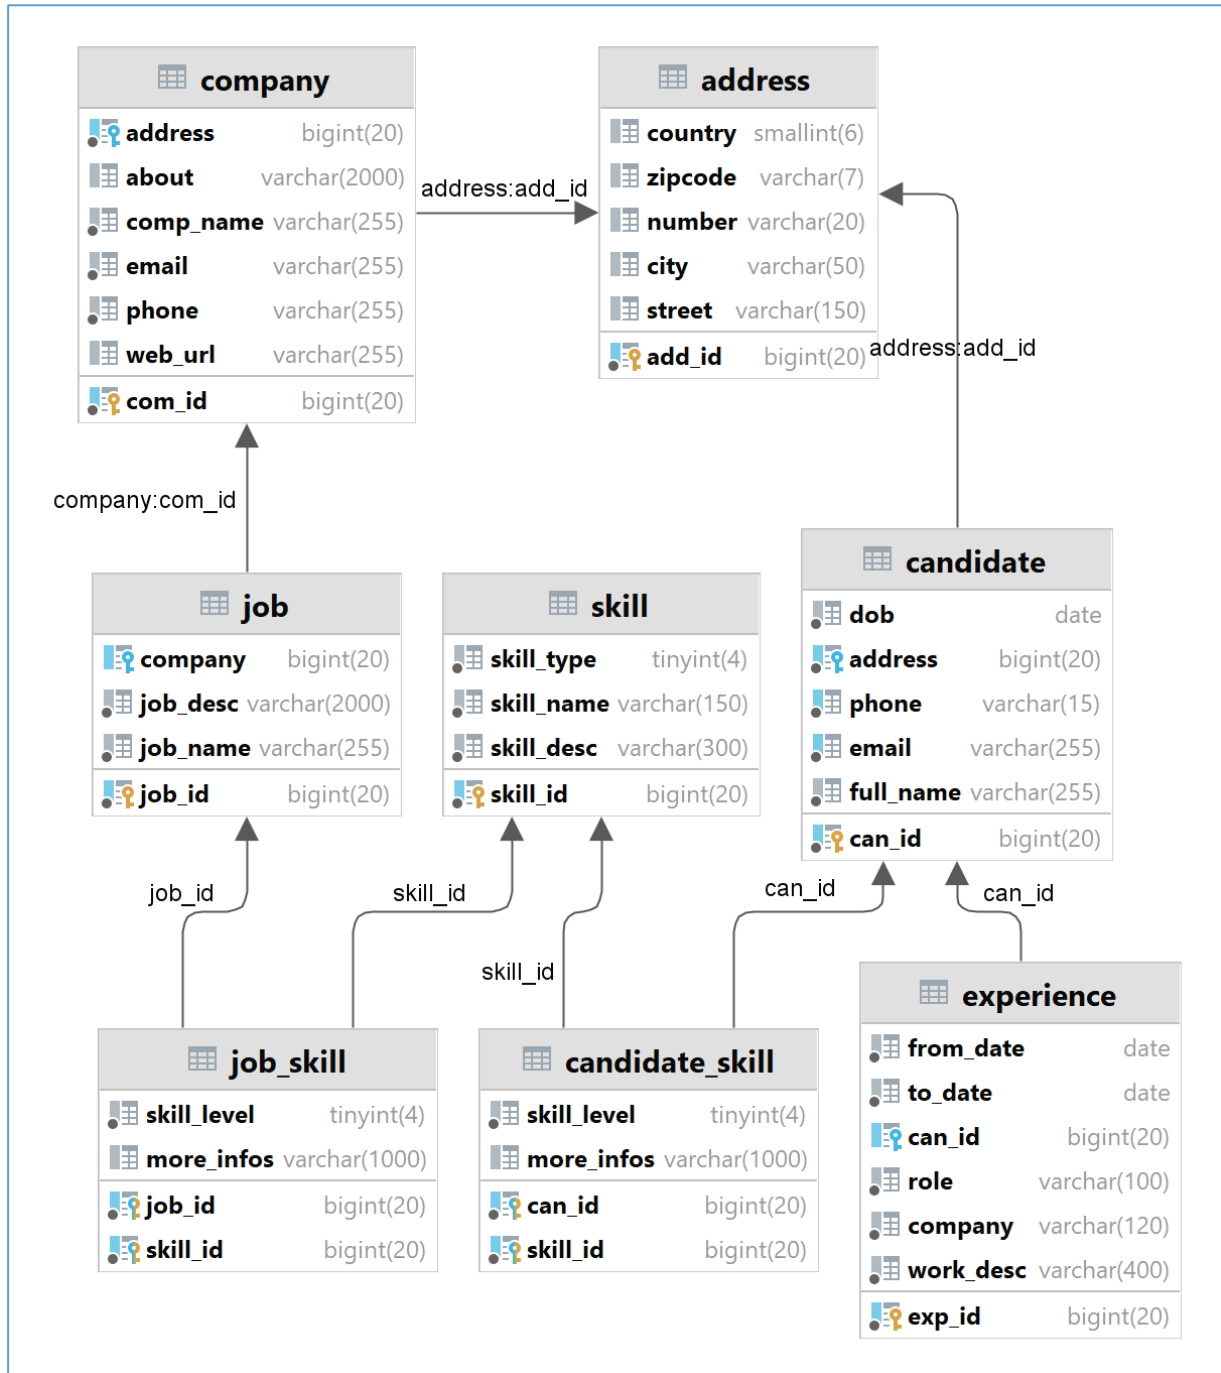 company
address bigint(20)
about varchar(2000)
comp_name varchar(255)
email varchar(255)
phone varchar(255)
web_url varchar(255)
com_id bigint(20)
address:add_id
address
country smallint(6)
zipcode varchar(7)
number varchar(20)
city varchar(50)
street varchar(150)
add_id bigint(20)
address:add_id
company:com_id
job
company bigint(20)
job_desc varchar(2000)
job_name varchar(255)
job_id bigint(20)
skill
skill_type tinyint(4)
skill_name varchar(150)
skill_desc varchar(300)
skill_id bigint(20)
candidate
dob date
address bigint(20)
phone varchar(15)
email varchar(255)
full_name varchar(255)
can_id bigint(20)
job_id
skill_id
skill_id
can_id
can_id
job_skill
skill_level tinyint(4)
more_infos varchar(1000)
job_id bigint(20)
skill_id bigint(20)
candidate_skill
skill_level tinyint(4)
more_infos varchar(1000)
can_id bigint(20)
skill_id bigint(20)
experience
from_date date
to_date date
can_id bigint(20)
role varchar(100)
company varchar(120)
work_desc varchar(400)
exp_id bigint(20)